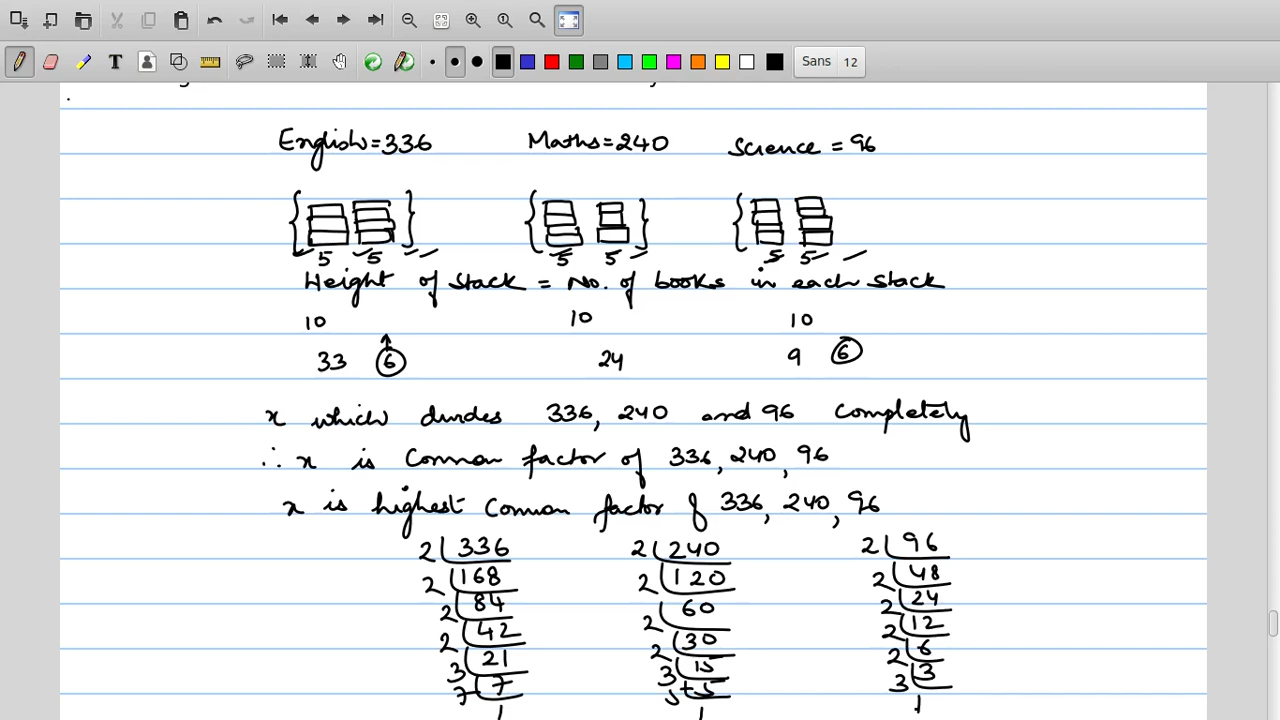 Sans 12
English = 336 Maths = 240 Science = 96
5 5 5 5 5 5
Height of stack = No. of books in each stack
10 10 10
33 6 24 9 6
x which divides 336, 240 and 96 completely
∴ x is common factor of 336, 240, 96
x is highest common factor of 336, 240, 96
2 336 2 240 2 96
2 168 2 120 2 48
2 84 2 60 2 24
2 42 2 30 2 12
3 21 3 15 2 6
7 7 5 5 3 3
1 1 1